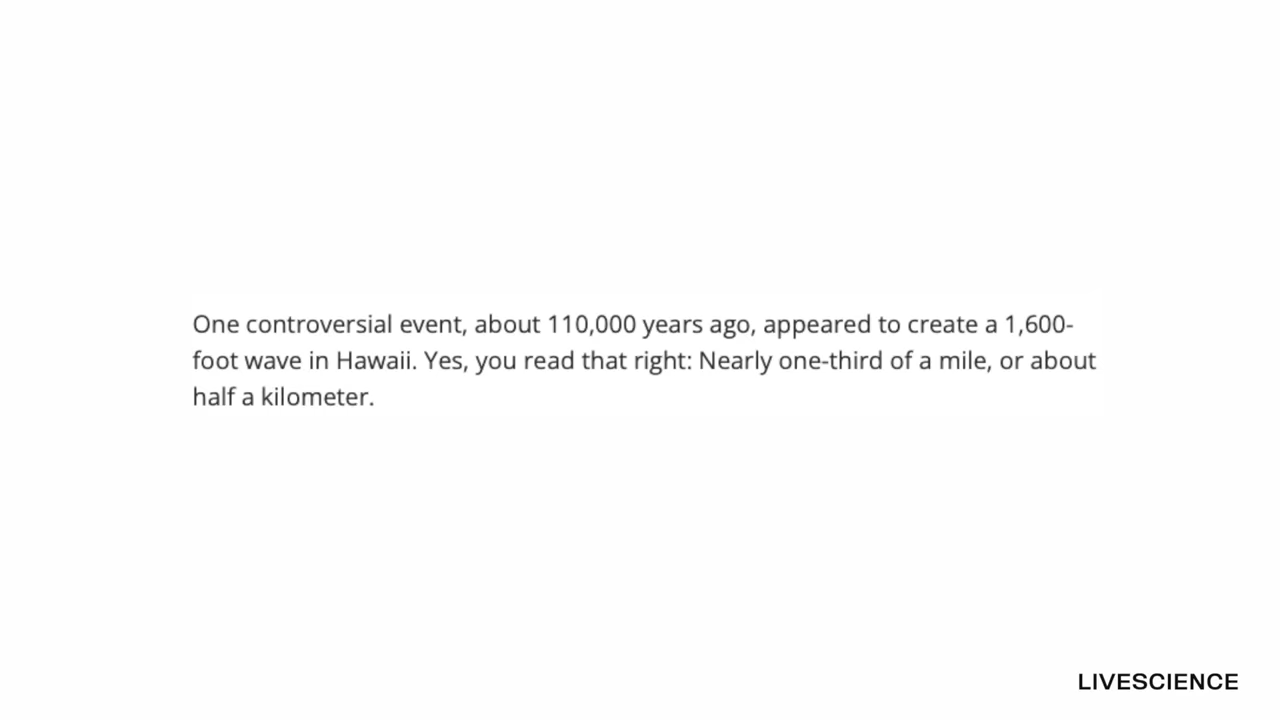 One controversial event, about 110,000 years ago, appeared to create a 1,600-
foot wave in Hawaii. Yes, you read that right: Nearly one-third of a mile, or about
half a kilometer.
LIVESCIENCE